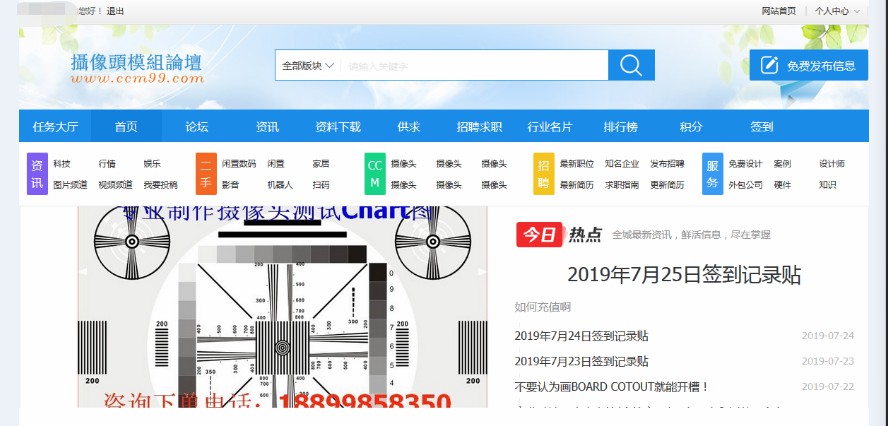 您好！ 退出 网站首页 个人中心
攝像頭模組論壇
www.ccm99.com
全部版块 请输入关键字
免费发布信息
任务大厅 首页 论坛 资讯 资料下载 供求 招聘求职 行业名片 排行榜 积分 签到
资讯 科技 行情 娱乐
图片频道 视频频道 我要投稿
二手 闲置数码 闲置 家居
影音 机器人 扫码
CCM 摄像头 摄像头 摄像头
摄像头 摄像头 摄像头
招聘 最新职位 知名企业 发布招聘
最新简历 求职指南 更新简历
服务 免费设计 案例 设计师
外包公司 硬件 知识
专业制作摄像头测试Chart图
200 200 200 200
咨询下单电话：18899858350
今日热点 全城最新资讯，鲜活信息，尽在掌握
2019年7月25日签到记录贴
如何充值啊
2019年7月24日签到记录贴 2019-07-24
2019年7月23日签到记录贴 2019-07-23
不要认为画BOARD COTOUT就能开槽！ 2019-07-22